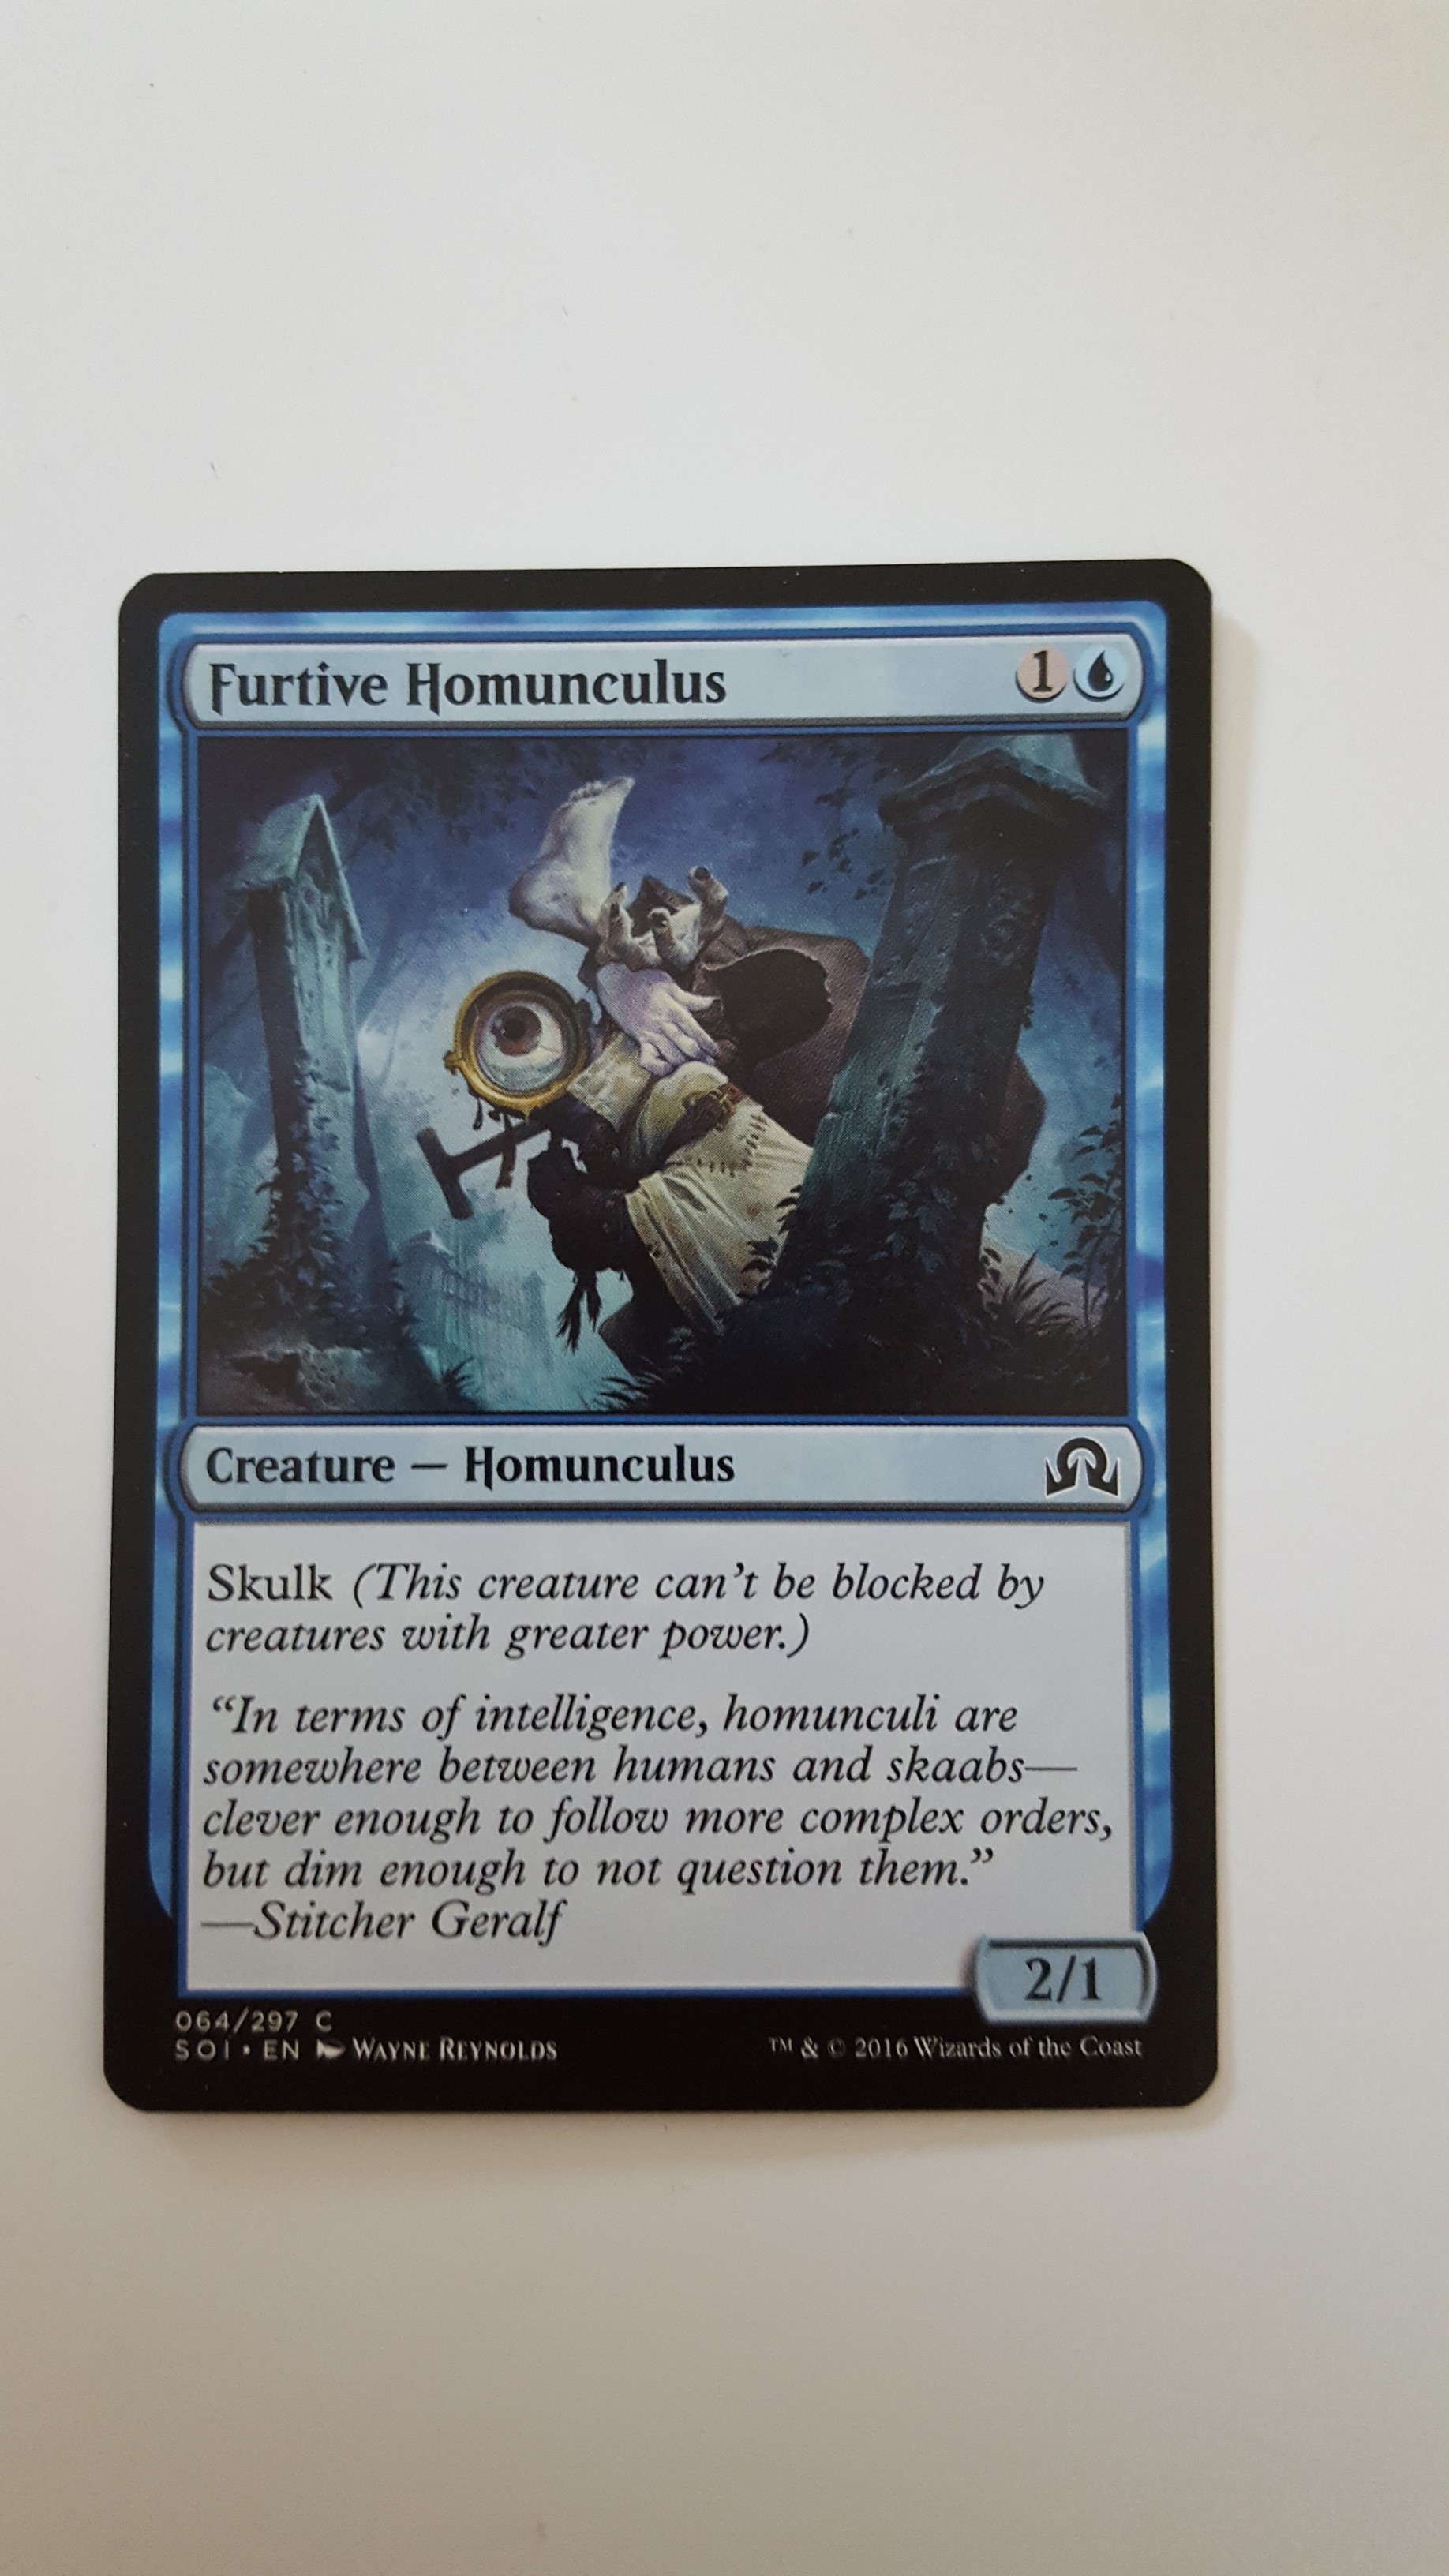 Furtive Homunculus 1
Creature — Homunculus
Skulk (This creature can't be blocked by
creatures with greater power.)
“In terms of intelligence, homunculi are
somewhere between humans and skaabs—
clever enough to follow more complex orders,
but dim enough to not question them.”
—Stitcher Geralf
2/1
064/297 C
SOI • EN Wayne Reynolds
™ & © 2016 Wizards of the Coast